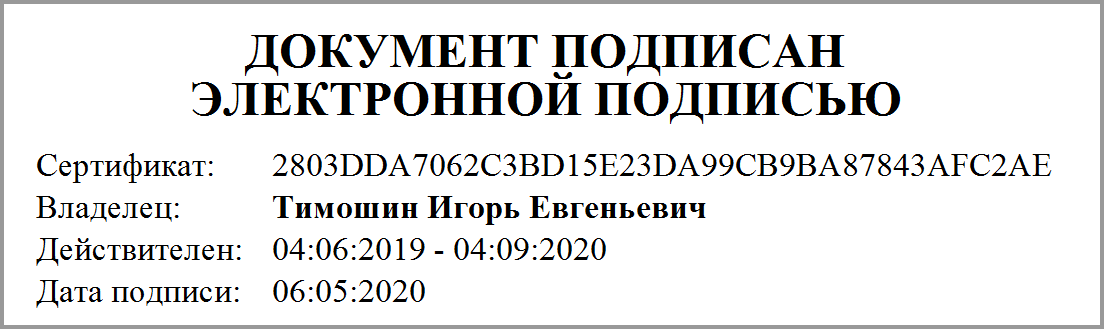 ДОКУМЕНТ ПОДПИСАН
ЭЛЕКТРОННОЙ ПОДПИСЬЮ
Сертификат: 2803DDA7062C3BD15E23DA99CB9BA87843AFC2AE
Владелец: Тимошин Игорь Евгеньевич
Действителен: 04:06:2019 - 04:09:2020
Дата подписи: 06:05:2020